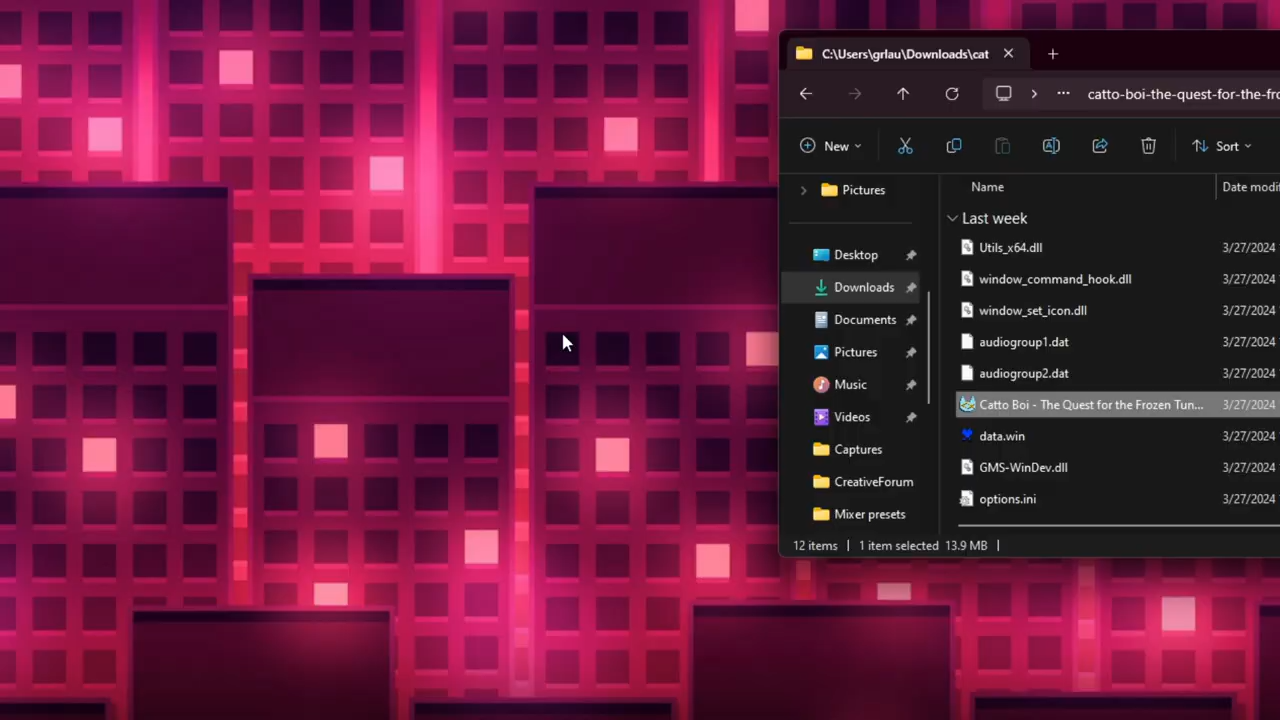 C:\Users\grlau\Downloads\cat
catto-boi-the-quest-for-the-fro
New
Sort
Pictures
Name
Date modi
Last week
Desktop
Utils_x64.dll
3/27/2024
Downloads
window_command_hook.dll
3/27/2024
Documents
window_set_icon.dll
3/27/2024
Pictures
audiogroup1.dat
3/27/2024
Music
audiogroup2.dat
3/27/2024
Videos
Catto Boi - The Quest for the Frozen Tun...
3/27/2024
Captures
data.win
3/27/2024
CreativeForum
GMS-WinDev.dll
3/27/2024
Mixer presets
options.ini
3/27/2024
12 items | 1 item selected 13.9 MB |